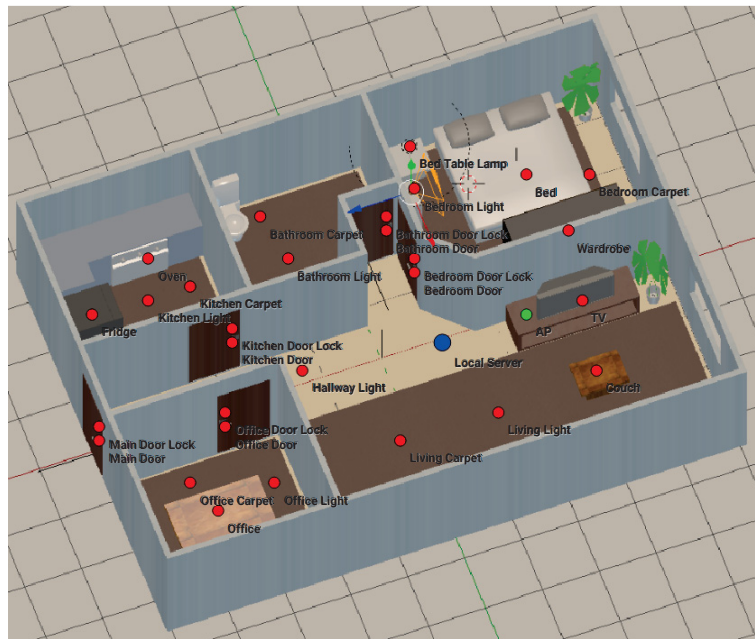 Bed Table Lamp
Bed
Bedroom Carpet
Bedroom Light
Bathroom Carpet
Bathroom Door Lock
Bathroom Door
Wardrobe
Oven
Bathroom Light
Bedroom Door Lock
Bedroom Door
Kitchen Carpet
Kitchen Light
Fridge
AP
TV
Kitchen Door Lock
Kitchen Door
Local Server
Hallway Light
Couch
Main Door Lock
Main Door
Office Door Lock
Office Door
Living Light
Living Carpet
Office Carpet
Office Light
Office